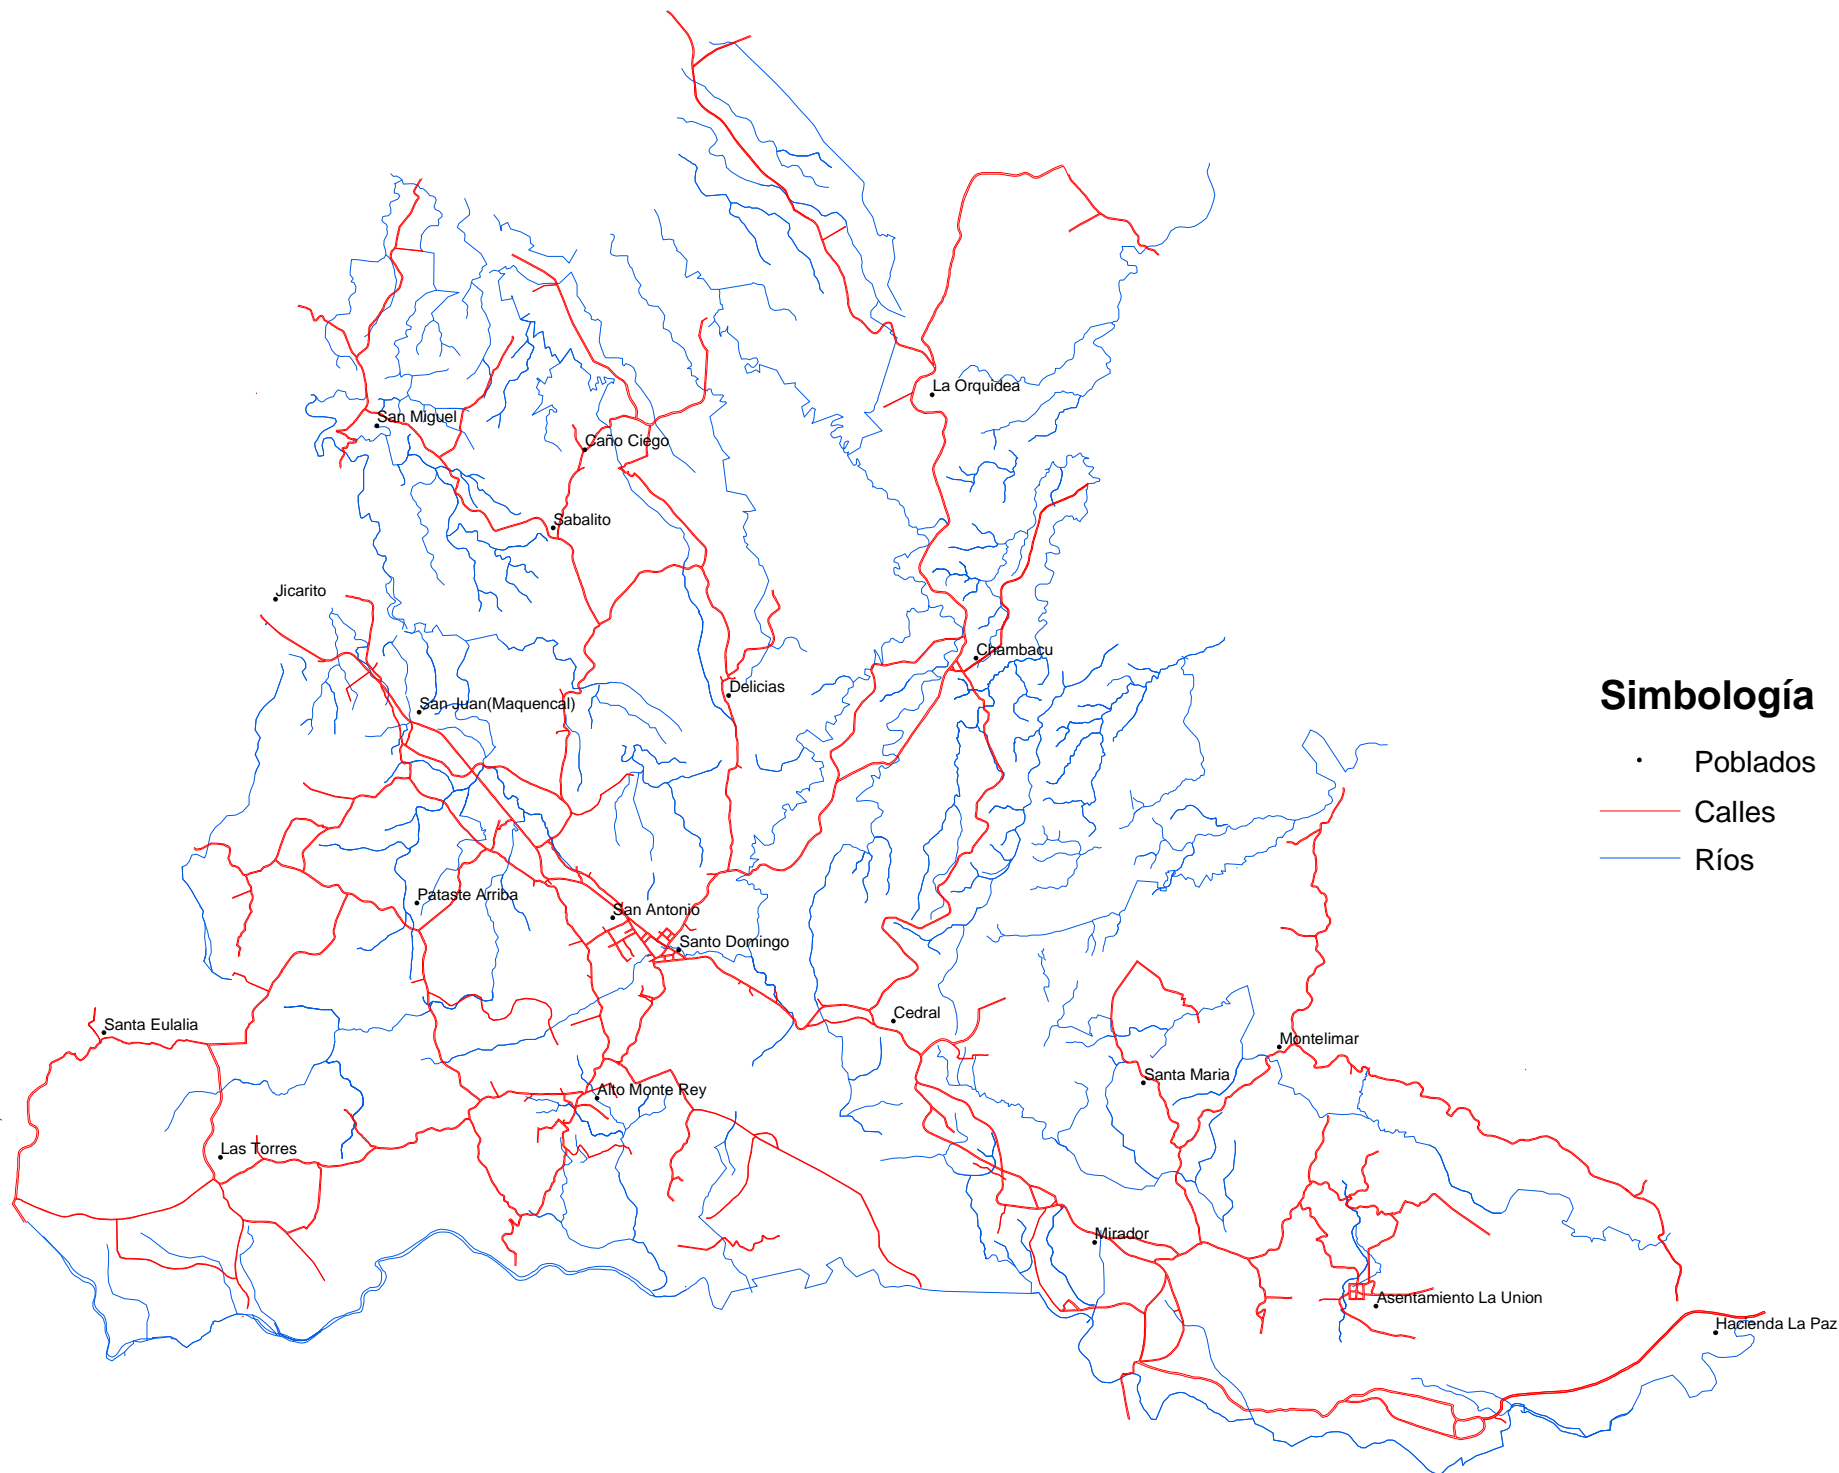 La Orquidea
San Miguel
Caño Ciego
Sabalito
Jicarito
Chambacu
Delicias
San Juan(Maquencal)
Simbología
Poblados
Calles
Ríos
Pataste Arriba
San Antonio
Santo Domingo
Cedral
Santa Eulalia
Montelimar
Santa Maria
Alto Monte Rey
Las Torres
Mirador
Asentamiento La Union
Hacienda La Paz